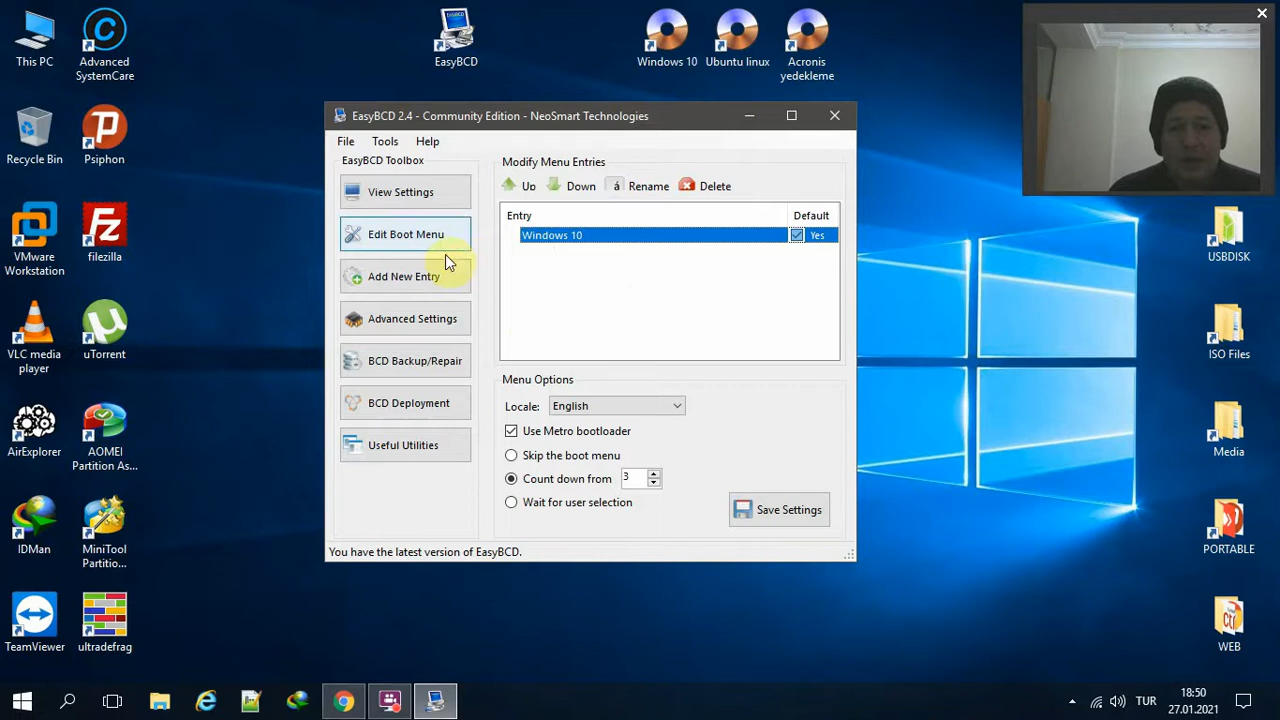 This PC
Advanced
SystemCare
EasyBCD
Windows 10
Ubuntu linux
Acronis
yedekleme
Recycle Bin
Psiphon
VMware
Workstation
filezilla
VLC media
player
uTorrent
AirExplorer
AOMEI
Partition As...
IDMan
MiniTool
Partitio...
TeamViewer
ultradefrag
EasyBCD 2.4 - Community Edition - NeoSmart Technologies
File Tools Help
EasyBCD Toolbox
View Settings
Edit Boot Menu
Add New Entry
Advanced Settings
BCD Backup/Repair
BCD Deployment
Useful Utilities
Modify Menu Entries
Up Down á Rename Delete
Entry Default
Windows 10 Yes
Menu Options
Locale: English
Use Metro bootloader
Skip the boot menu
Count down from 3
Wait for user selection
Save Settings
You have the latest version of EasyBCD.
USBDISK
ISO Files
Media
PORTABLE
WEB
TUR
18:50
27.01.2021